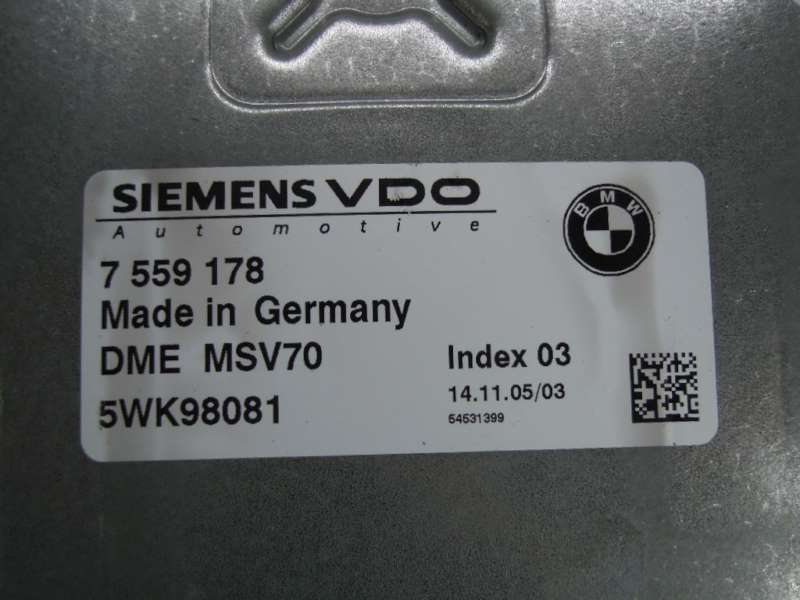 SIEMENS VDO
Automotive
BMW
7 559 178
Made in Germany
DME MSV70
Index 03
5WK98081
14.11.05/03
54531399